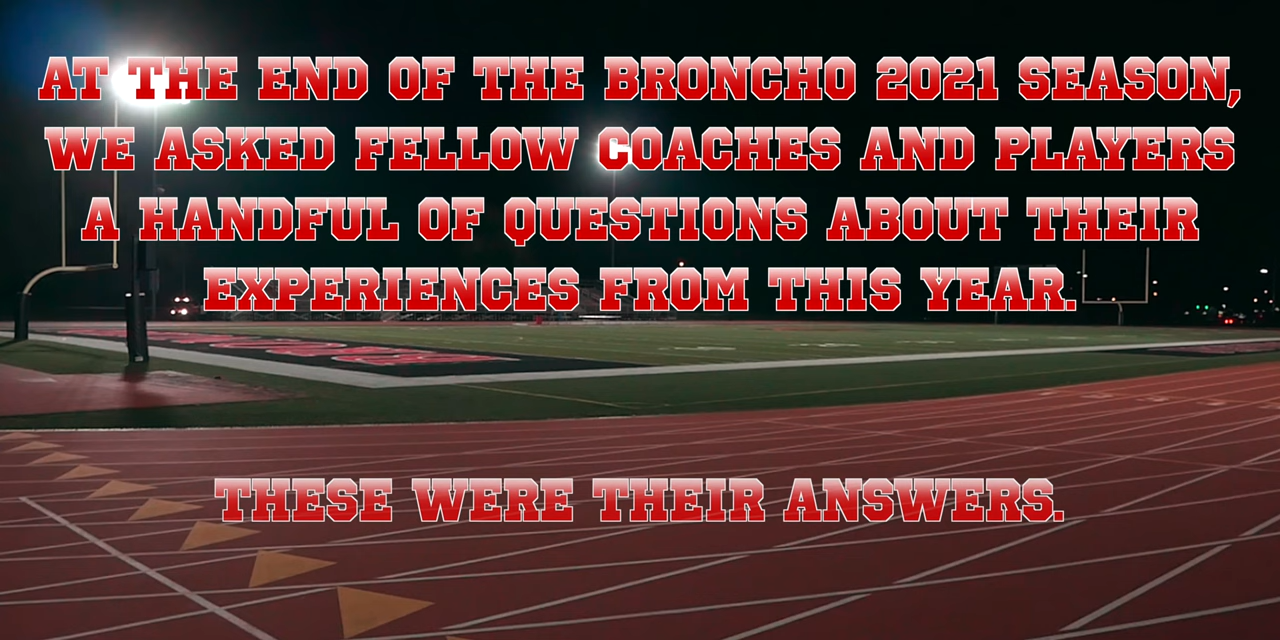 AT THE END OF THE BRONCHO 2021 SEASON,
WE ASKED FELLOW COACHES AND PLAYERS
A HANDFUL OF QUESTIONS ABOUT THEIR
EXPERIENCES FROM THIS YEAR.
THESE WERE THEIR ANSWERS.